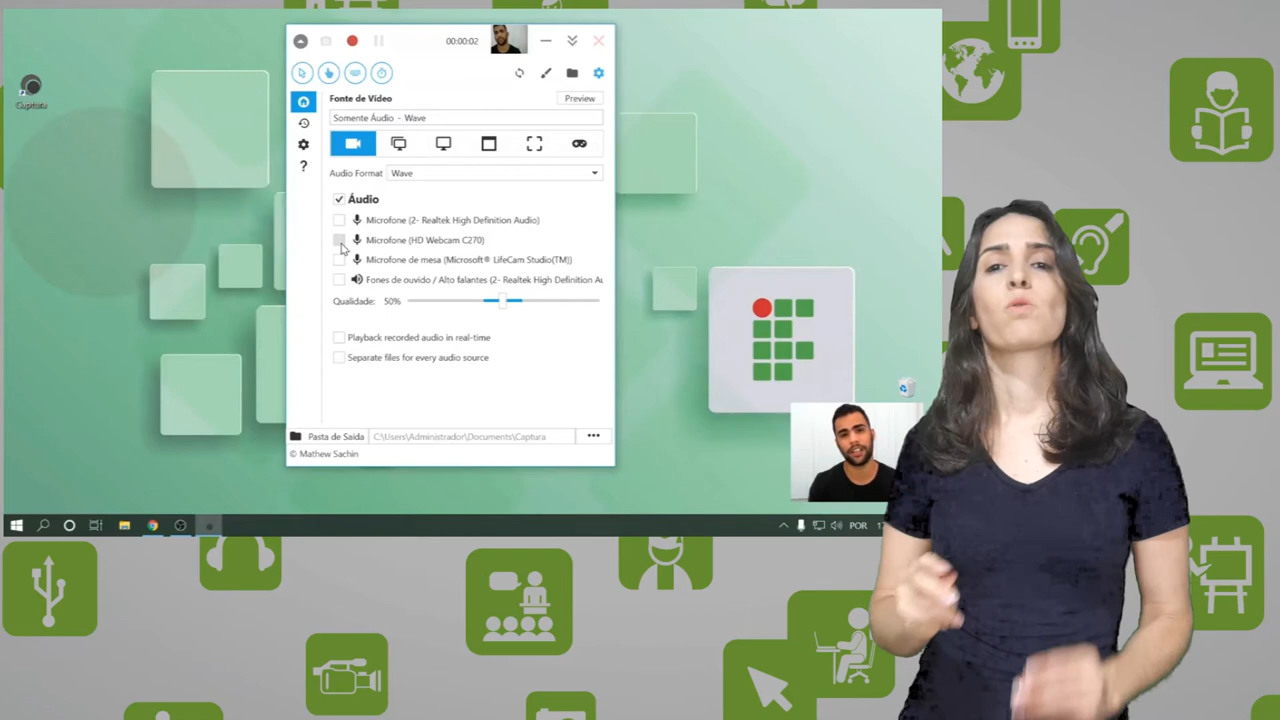 00:00:02
Captura
Fonte de Vídeo
Preview
Somente Áudio - Wave
Audio Format
Wave
Áudio
Microfone (2- Realtek High Definition Audio)
Microfone (HD Webcam C270)
Microfone de mesa (Microsoft® LifeCam Studio(TM))
Fones de ouvido / Alto falantes (2- Realtek High Definition Au
Qualidade: 50%
Playback recorded audio in real-time
Separate files for every audio source
Pasta de Saída
C:\Users\Administrador\Documents\Captura
© Mathew Sachin
POR